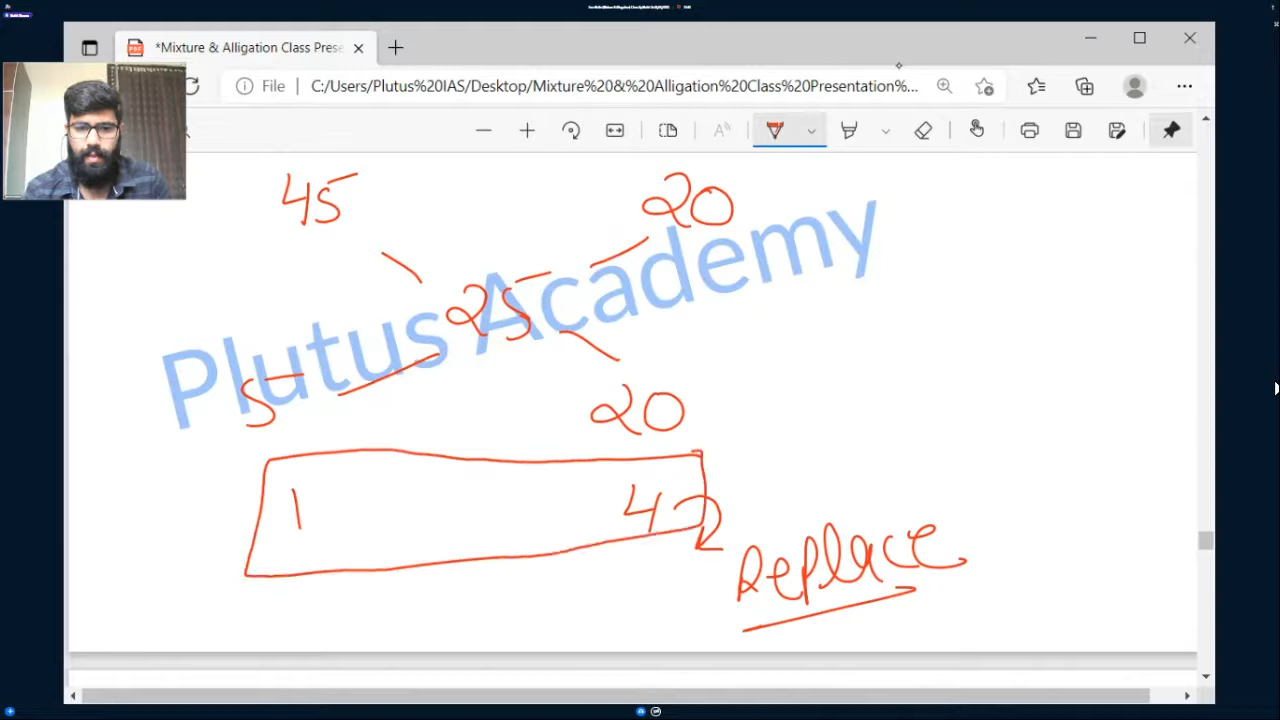 *Mixture & Alligation Class Prese
File
C:/Users/Plutus%20IAS/Desktop/Mixture%20&%20Alligation%20Class%20Presentation%...
45
20
Plutus Academy
25
5
20
1
4
Replace